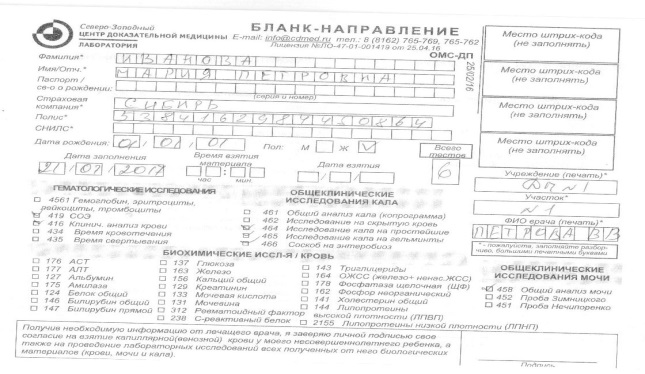 Северо-Западный
ЦЕНТР ДОКАЗАТЕЛЬНОЙ МЕДИЦИНЫ
ЛАБОРАТОРИЯ
БЛАНК-НАПРАВЛЕНИЕ
E-mail: info@cdmed.ru тел.: 8 (8162) 765-769, 765-762
Лицензия №ЛО-47-01-001419 от 25.04.16
ОМС-ДП
25/02/16
Фамилия* ИВАНОВА
Имя/Отч.* МАРИЯ ПЕТРОВНА
Паспорт /
св-о о рождении:
(серия и номер)
Страховая
компания* СИБИРЬ
Полис*
СНИЛС*
Дата рождения: 01/01/01 Пол: М Ж V
Всего
тестов
6
Дата заполнения
Время взятия
материала
Дата взятия
час мин
Место штрих-кода
(не заполнять)
Место штрих-кода
(не заполнять)
Место штрих-кода
(не заполнять)
Место штрих-кода
(не заполнять)
Учреждение (печать)*
ДП №1
Участок*
№1
ФИО врача (печать)*
ПЕТРОВА ВВ
* - пожалуйста, заполняйте разбор-
чиво, большими печатными буквами
ГЕМАТОЛОГИЧЕСКИЕ ИССЛЕДОВАНИЯ
4561 Гемоглобин, эритроциты,
лейкоциты, тромбоциты
419 СОЭ
416 Клинич. анализ крови
434 Время кровотечения
435 Время свертывания
ОБЩЕКЛИНИЧЕСКИЕ
ИССЛЕДОВАНИЯ КАЛА
461 Общий анализ кала (копрограмма)
462 Исследование на скрытую кровь
464 Исследование кала на простейшие
465 Исследование кала на гельминты
466 Соскоб на энтеробиоз
БИОХИМИЧЕСКИЕ ИССЛ-Я / КРОВЬ
176 АСТ
177 АЛТ
127 Альбумин
175 Амилаза
124 Белок общий
146 Билирубин общий
147 Билирубин прямой
137 Глюкоза
163 Железо
156 Кальций общий
129 Креатинин
133 Мочевая кислота
131 Мочевина
312 Ревматоидный фактор
238 С-реактивный белок
143 Триглицериды
164 ОЖСС (железо+ ненас.ЖСС)
178 Фосфатаза щелочная (ЩФ)
162 Фосфор неорганический
141 Холестерин общий
144 Липопротеины
высокой плотности (ЛПВП)
2155 Липопротеины низкой плотности (ЛПНП)
ОБЩЕКЛИНИЧЕСКИЕ
ИССЛЕДОВАНИЯ МОЧИ
458 Общий анализ мочи
452 Проба Зимницкого
451 Проба Нечипоренко
Получив необходимую информацию от лечащего врача, я заверяю личной подписью свое
согласие на взятие капиллярной(венозной) крови у моего несовершеннолетнего ребенка, а
также на проведение лабораторных исследований всех полученных от него биологических
материалов (крови, мочи и кала).
Подпись